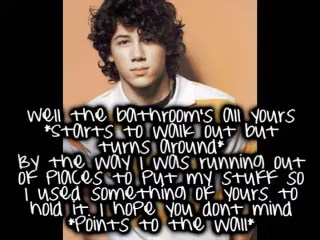 Well the bathroom's all yours
*starts to walk out but
turns around*
By the way I was running out
of places to put my stuff so
I used something of yours to
hold it. I hope you dont mind
*Points to the wall*